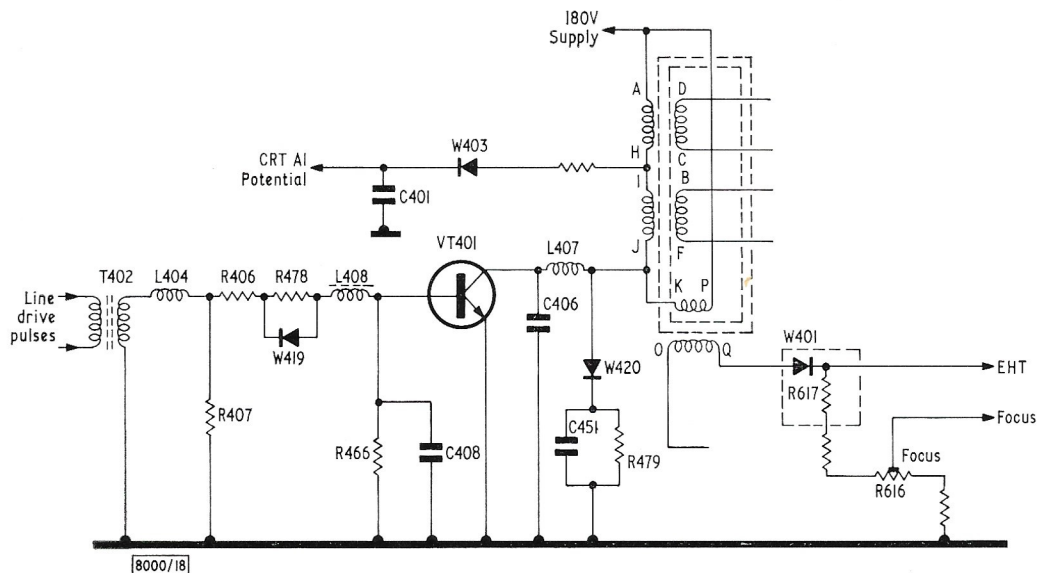 180V
Supply
A
D
H
C
W403
CRT A1
Potential
I
B
C401
VT401
L407
J
F
T402
L404
R406
R478
L408
K
P
Line
drive
pulses
W419
C406
W420
O
Q
W401
EHT
R617
R407
R466
C408
C451
R479
Focus
Focus
R616
8000/18